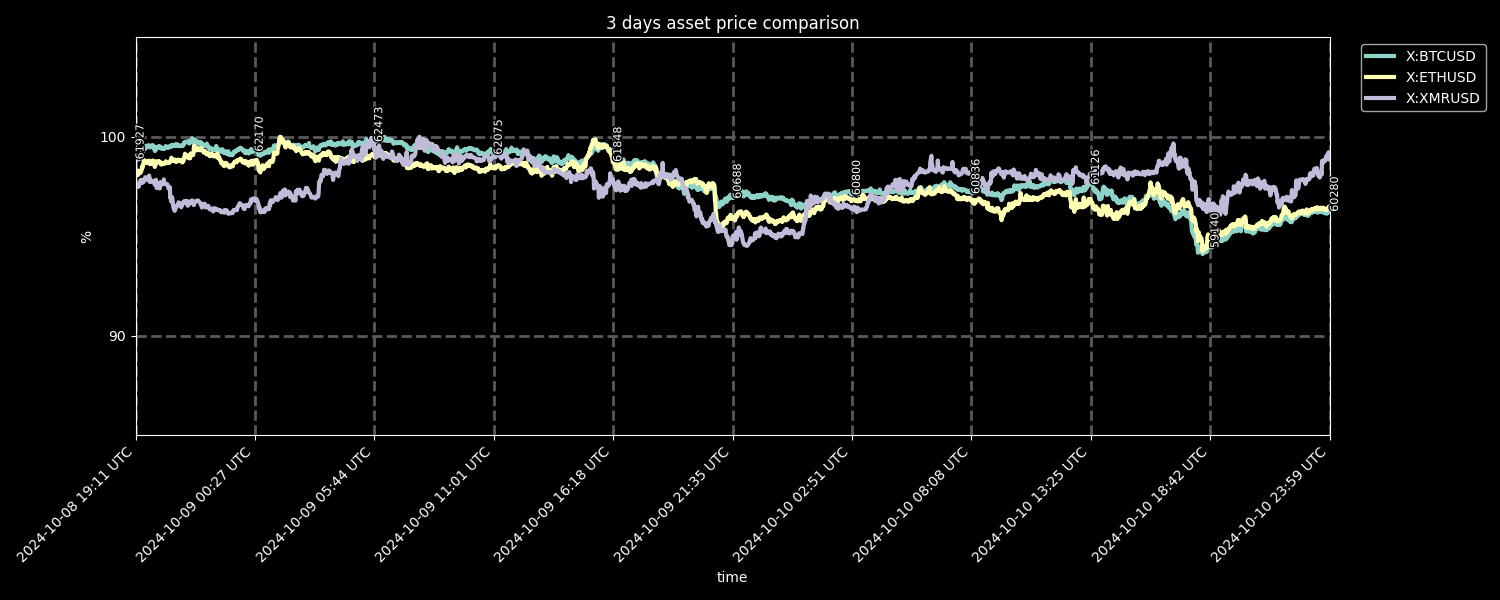 3 days asset price comparison
X:BTCUSD
X:ETHUSD
X:XMRUSD
100
90
%
61927
62170
62473
62075
61848
60688
60800
60836
61126
59140
60280
2024-10-08 19:11 UTC
2024-10-09 00:27 UTC
2024-10-09 05:44 UTC
2024-10-09 11:01 UTC
2024-10-09 16:18 UTC
2024-10-09 21:35 UTC
2024-10-10 02:51 UTC
2024-10-10 08:08 UTC
2024-10-10 13:25 UTC
2024-10-10 18:42 UTC
2024-10-10 23:59 UTC
time